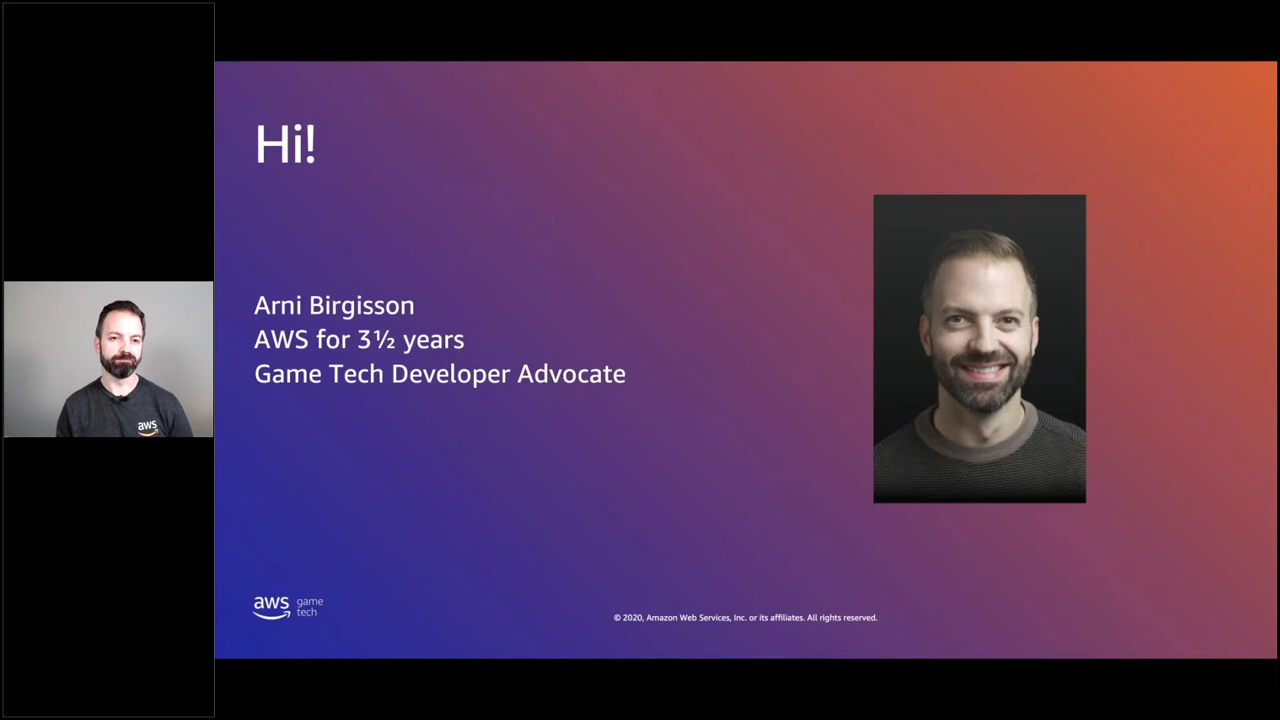 Hi!
Arni Birgisson
AWS for 3½ years
Game Tech Developer Advocate
aws
aws game tech
© 2020, Amazon Web Services, Inc. or its affiliates. All rights reserved.